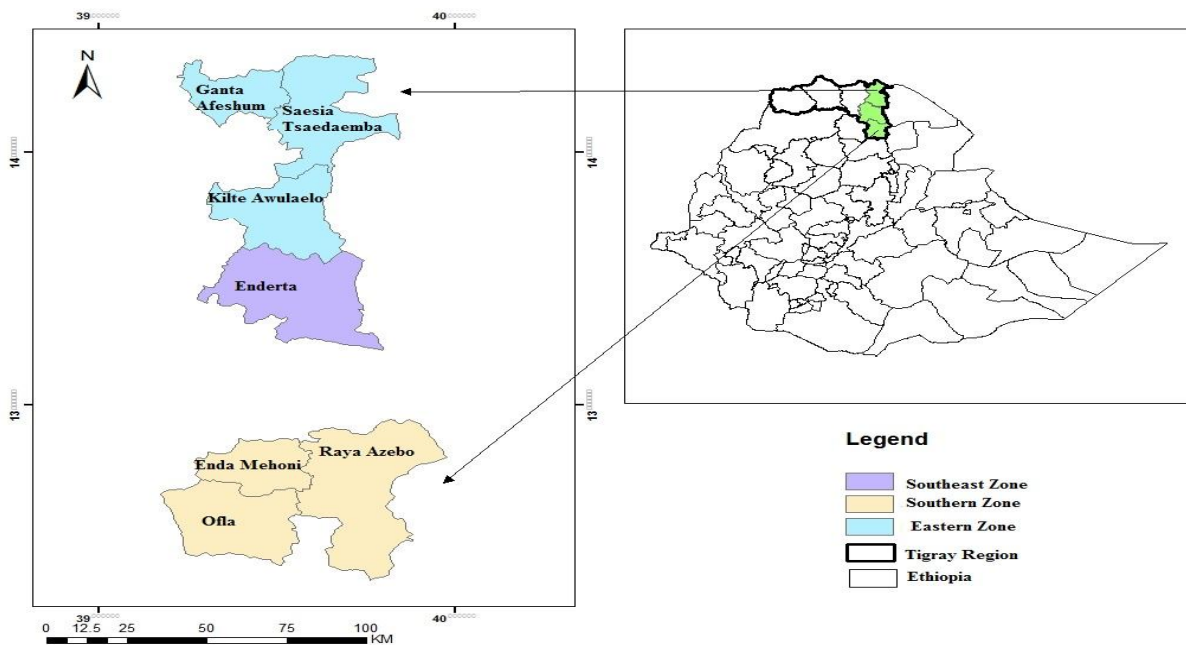 39
40
N
Ganta
Afeshum
Saesia
Tsaedaemba
14
14
Kilte Awulaelo
Enderta
13
13
Raya Azebo
Enda Mehoni
Ofla
39
40
0 12.5 25 50 75 100
KM
Legend
Southeast Zone
Southern Zone
Eastern Zone
Tigray Region
Ethiopia